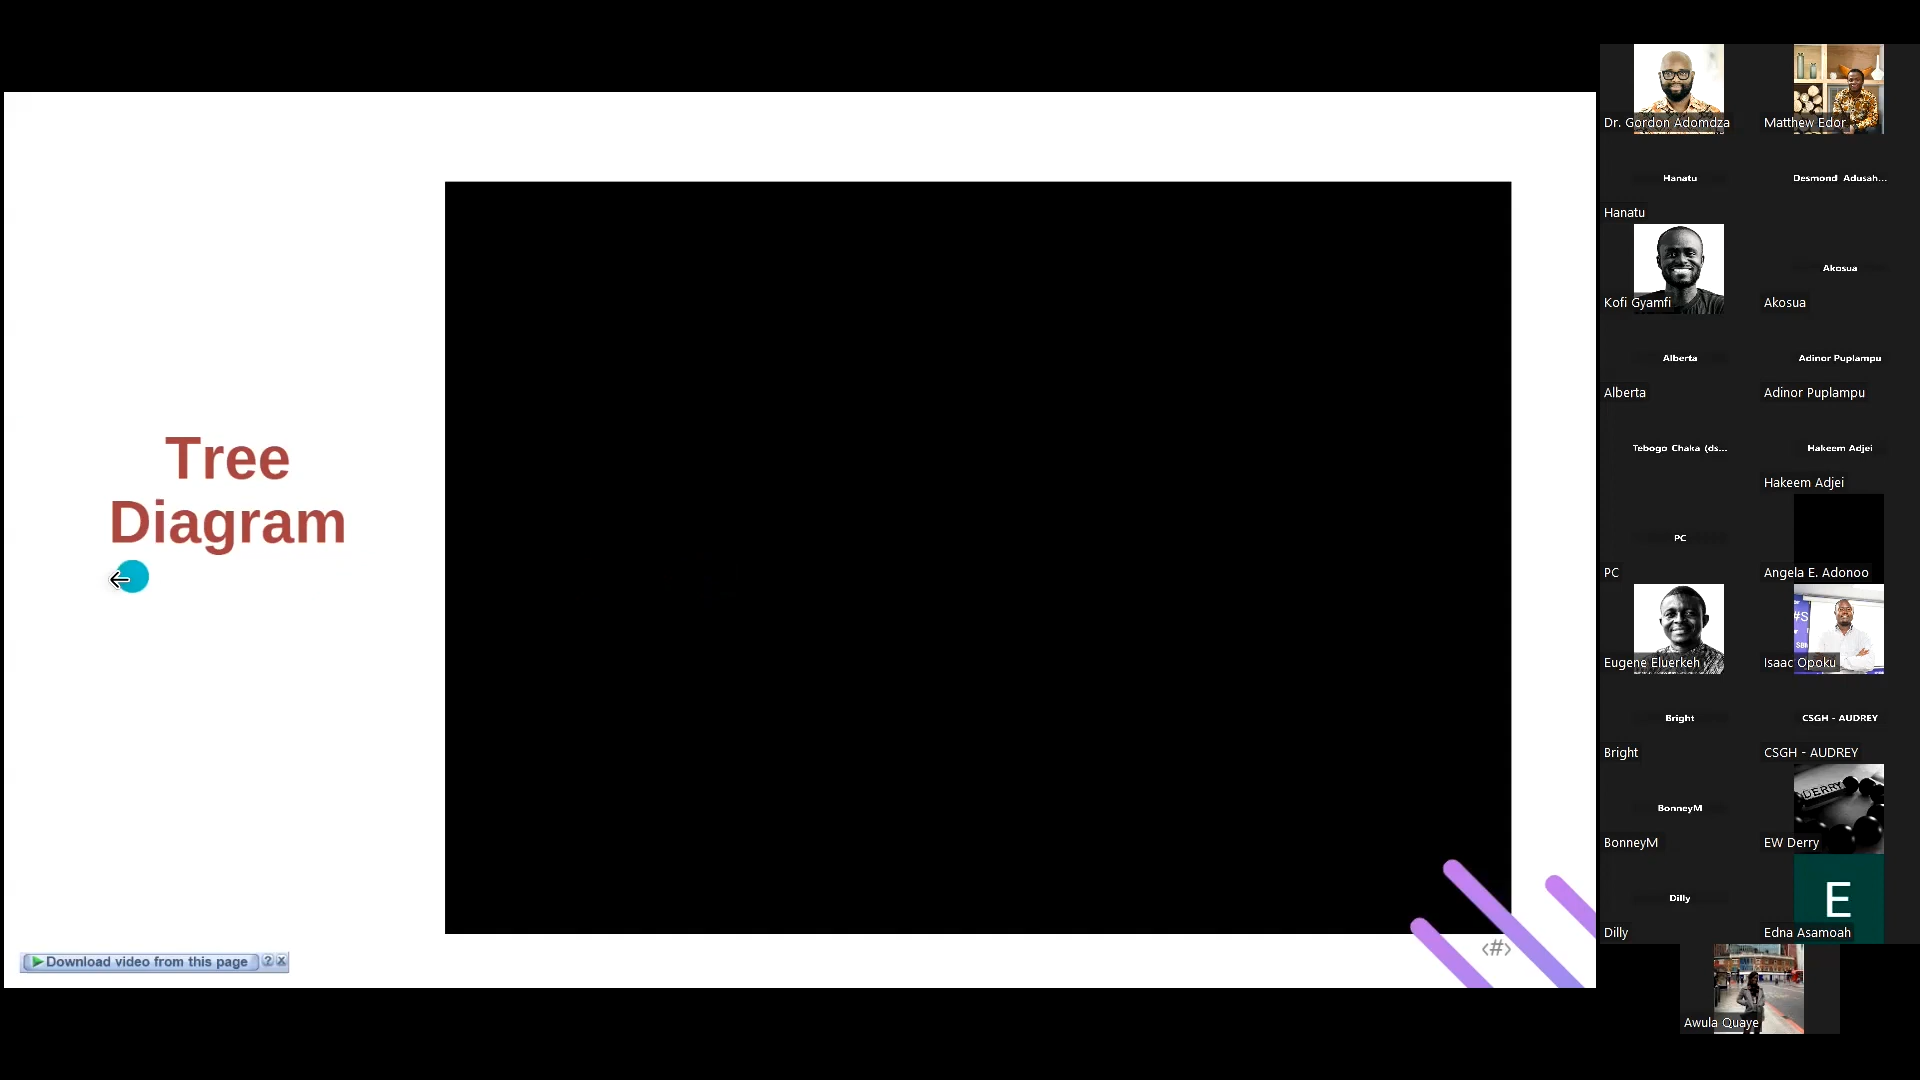 Tree
Diagram
Download video from this page ? x
<#>
Dr. Gordon Adomdza
Matthew Edor
Hanatu
Desmond Adusah...
Hanatu
Kofi Gyamfi
Akosua
Akosua
Alberta
Adinor Puplampu
Alberta
Adinor Puplampu
Tebogo Chaka (ds...
Hakeem Adjei
Hakeem Adjei
PC
PC
Angela E. Adonoo
#S
SBM
Eugene Eluerkeh
Isaac Opoku
Bright
CSGH - AUDREY
Bright
CSGH - AUDREY
BonneyM
DERRY
BonneyM
EW Derry
Dilly
E
Dilly
Edna Asamoah
Awula Quaye